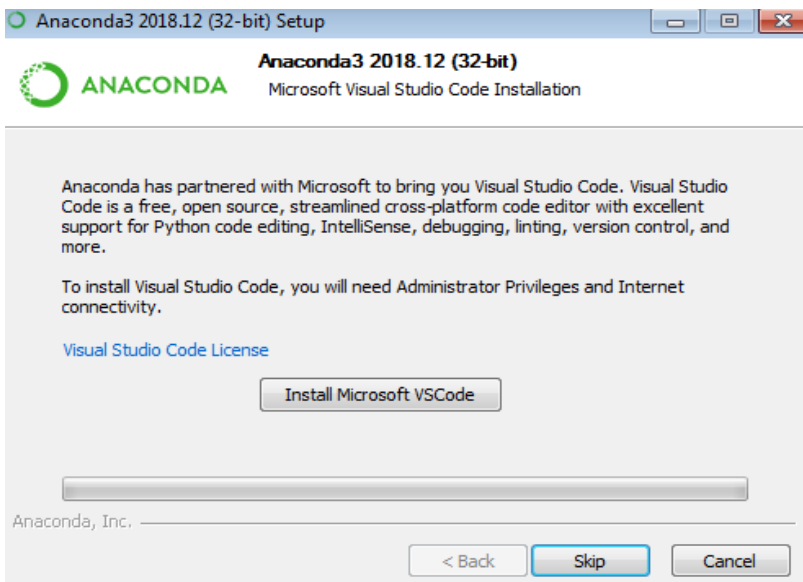 Anaconda3 2018.12 (32-bit) Setup
ANACONDA
Anaconda3 2018.12 (32-bit)
Microsoft Visual Studio Code Installation
Anaconda has partnered with Microsoft to bring you Visual Studio Code. Visual Studio
Code is a free, open source, streamlined cross-platform code editor with excellent
support for Python code editing, IntelliSense, debugging, linting, version control, and
more.
To install Visual Studio Code, you will need Administrator Privileges and Internet
connectivity.
Visual Studio Code License
Install Microsoft VSCode
Anaconda, Inc.
< Back
Skip
Cancel